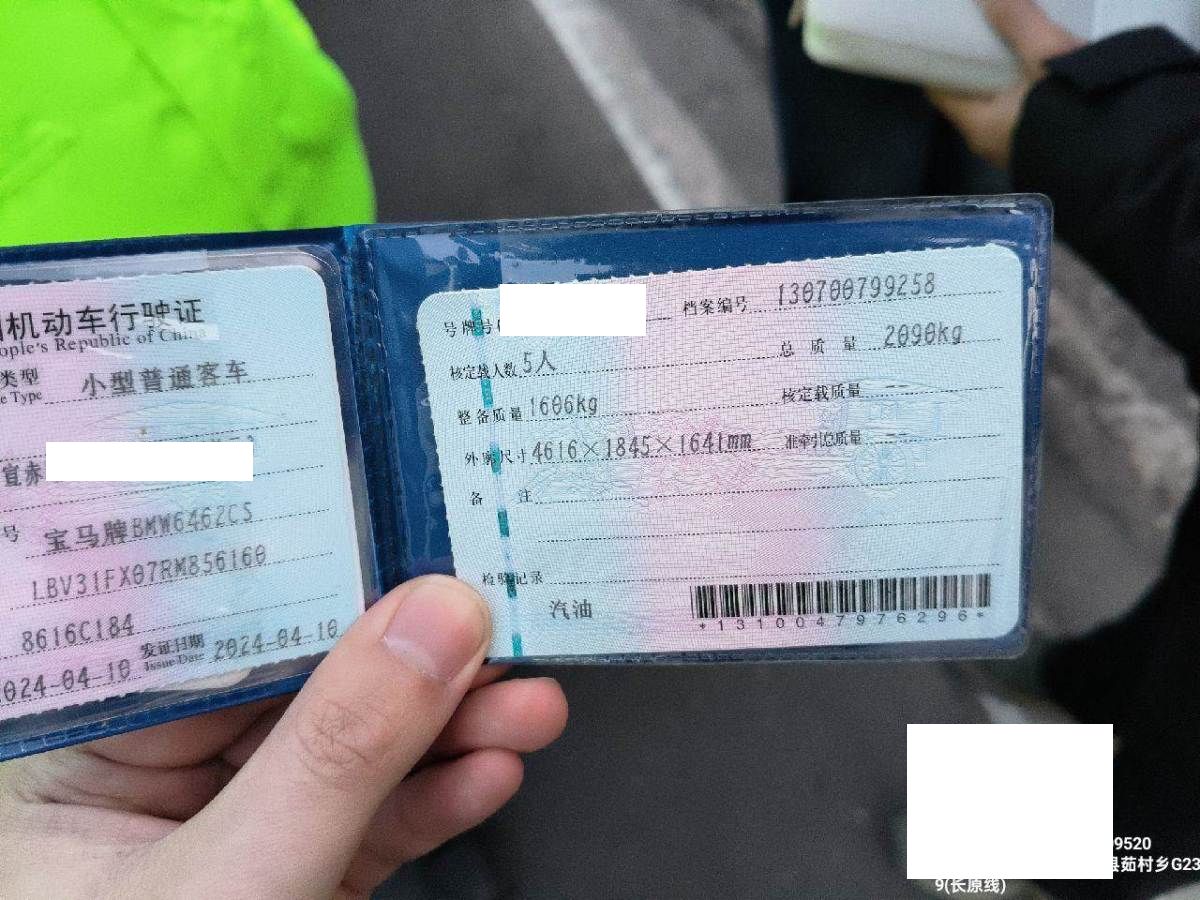 机动车行驶证
ople's Republic of China
类型
e Type
小型普通客车
宣赤
号
宝马牌BMW6462CS
LBV31FX07RM856160
8616C184
024-04-10
发证日期
Issue Date
2024-04-10
号牌号
档案编号
130700799258
核定载人数
5人
总质量
2090kg
整备质量
1606kg
核定载质量
--
外廓尺寸
4616×1845×1641mm
准牵引总质量
--
备注
检验记录
汽油
*1310047976296*
9520
县茹村乡G23
9(长原线)